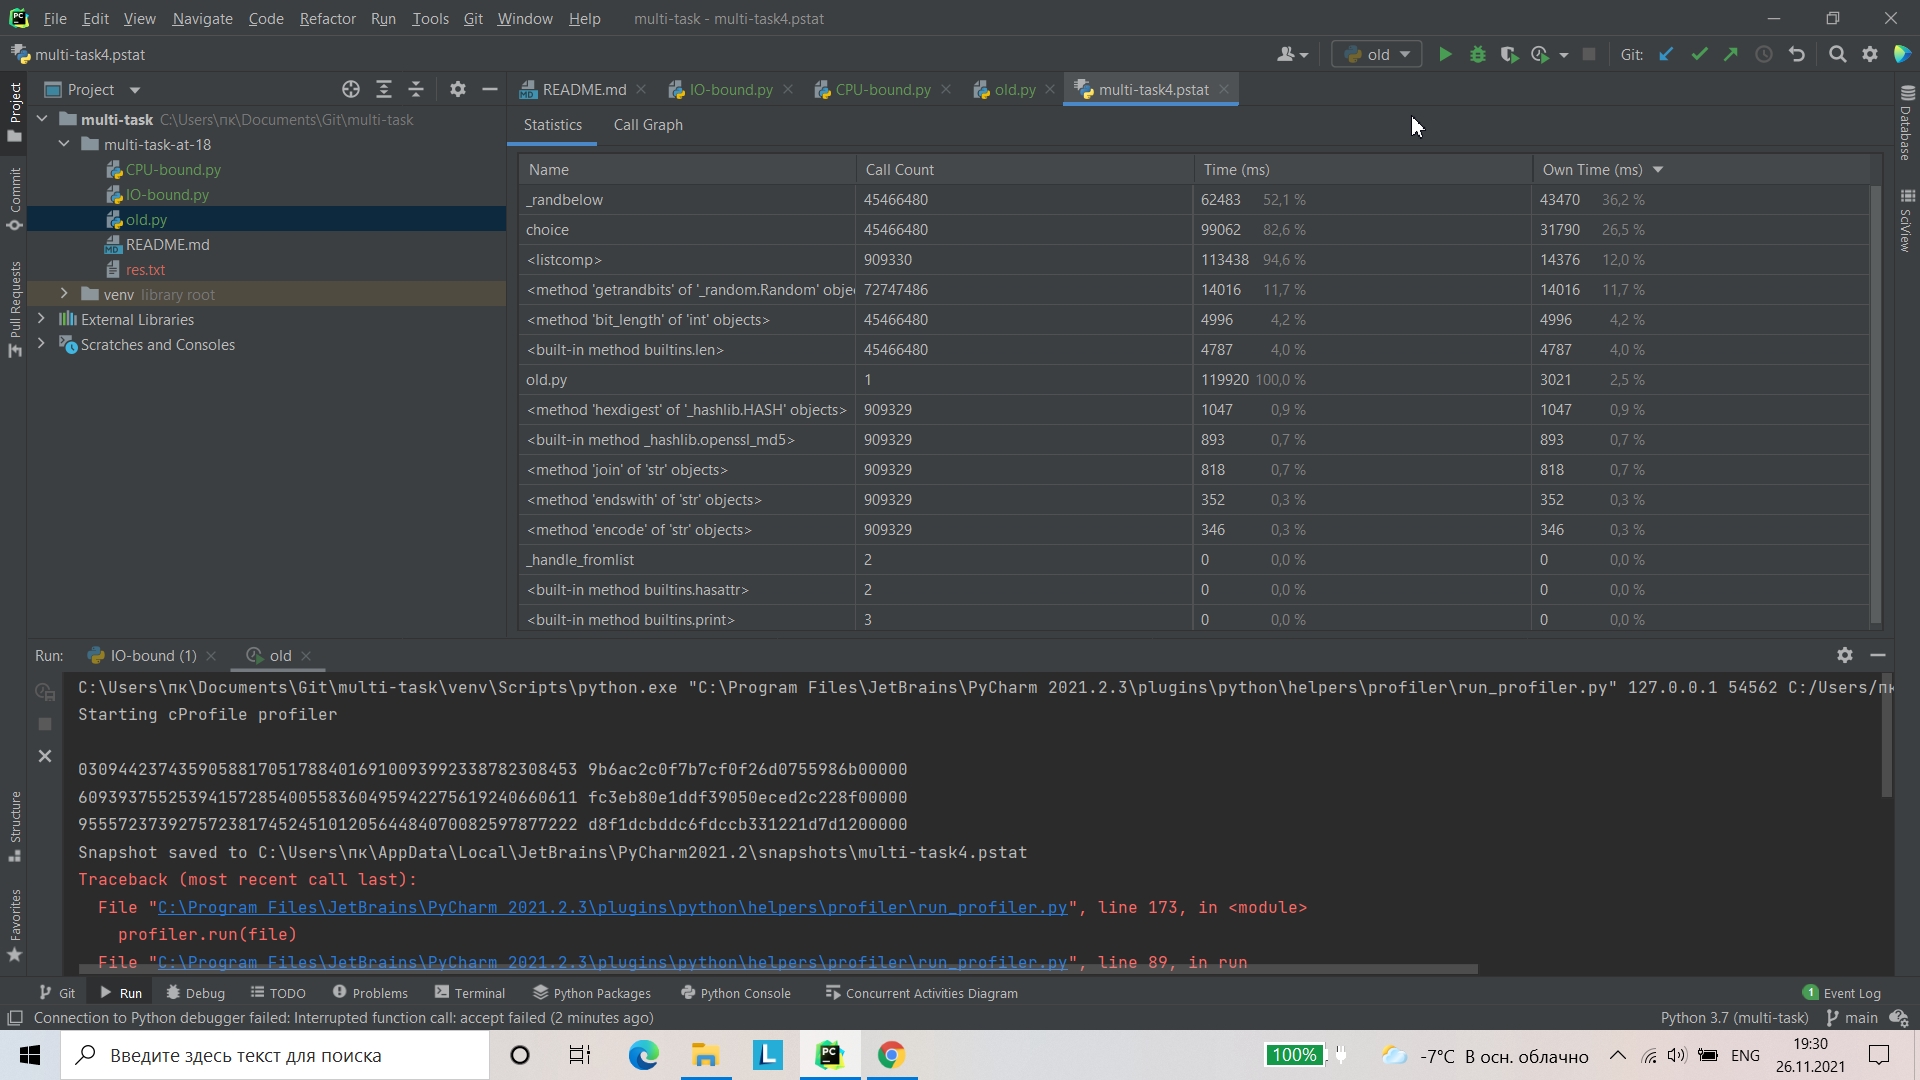 PC File Edit View Navigate Code Refactor Run Tools Git Window Help multi-task - multi-task4.pstat
multi-task4.pstat old Git:
Project
README.md IO-bound.py CPU-bound.py old.py multi-task4.pstat
multi-task C:\Users\пк\Documents\Git\multi-task
multi-task-at-18
CPU-bound.py
IO-bound.py
old.py
README.md
res.txt
venv library root
External Libraries
Scratches and Consoles
Statistics Call Graph
Name Call Count Time (ms) Own Time (ms)
_randbelow 45466480 62483 52,1 % 43470 36,2 %
choice 45466480 99062 82,6 % 31790 26,5 %
<listcomp> 909330 113438 94,6 % 14376 12,0 %
<method 'getrandbits' of '_random.Random' obje 72747486 14016 11,7 % 14016 11,7 %
<method 'bit_length' of 'int' objects> 45466480 4996 4,2 % 4996 4,2 %
<built-in method builtins.len> 45466480 4787 4,0 % 4787 4,0 %
old.py 1 119920 100,0 % 3021 2,5 %
<method 'hexdigest' of '_hashlib.HASH' objects> 909329 1047 0,9 % 1047 0,9 %
<built-in method _hashlib.openssl_md5> 909329 893 0,7 % 893 0,7 %
<method 'join' of 'str' objects> 909329 818 0,7 % 818 0,7 %
<method 'endswith' of 'str' objects> 909329 352 0,3 % 352 0,3 %
<method 'encode' of 'str' objects> 909329 346 0,3 % 346 0,3 %
_handle_fromlist 2 0 0,0 % 0 0,0 %
<built-in method builtins.hasattr> 2 0 0,0 % 0 0,0 %
<built-in method builtins.print> 3 0 0,0 % 0 0,0 %
Project
Commit
Pull Requests
Structure
Favorites
Database
SciView
Run: IO-bound (1) old
C:\Users\пк\Documents\Git\multi-task\venv\Scripts\python.exe "C:\Program Files\JetBrains\PyCharm 2021.2.3\plugins\python\helpers\profiler\run_profiler.py" 127.0.0.1 54562 C:/Users/пк
Starting cProfile profiler
03094423743590588170517884016910093992338782308453 9b6ac2c0f7b7cf0f26d0755986b00000
60939375525394157285400558360495942275619240660611 fc3eb80e1ddf39050eced2c228f00000
95557237392757238174524510120564484070082597877222 d8f1dcbddc6fdccb331221d7d1200000
Snapshot saved to C:\Users\пк\AppData\Local\JetBrains\PyCharm2021.2\snapshots\multi-task4.pstat
Traceback (most recent call last):
File "C:\Program Files\JetBrains\PyCharm 2021.2.3\plugins\python\helpers\profiler\run_profiler.py", line 173, in <module>
profiler.run(file)
File "C:\Program Files\JetBrains\PyCharm 2021.2.3\plugins\python\helpers\profiler\run_profiler.py", line 89, in run
Git Run Debug TODO Problems Terminal Python Packages Python Console Concurrent Activities Diagram 1 Event Log
Connection to Python debugger failed: Interrupted function call: accept failed (2 minutes ago) Python 3.7 (multi-task) main
Введите здесь текст для поиска L PC 100% -7°C В осн. облачно ENG 19:30
26.11.2021